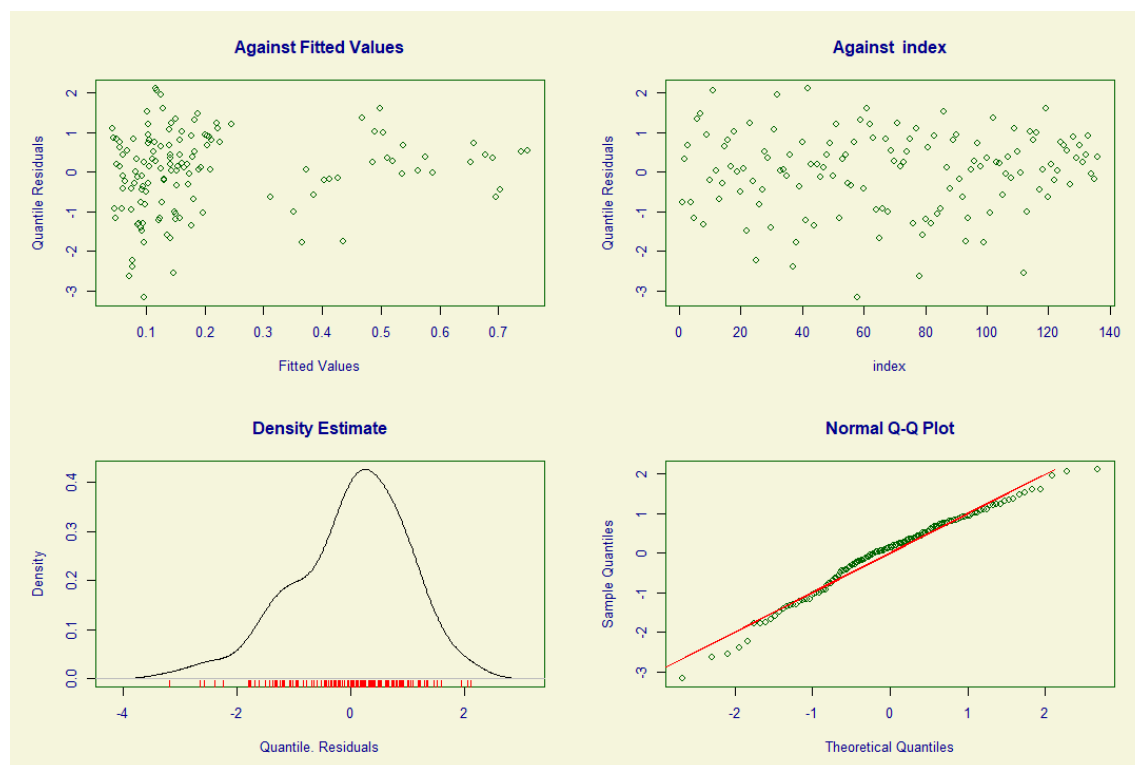 Against Fitted Values
Quantile Residuals
2
1
0
-1
-2
-3
0.1 0.2 0.3 0.4 0.5 0.6 0.7
Fitted Values
Against index
Quantile Residuals
2
1
0
-1
-2
-3
0 20 40 60 80 100 120 140
index
Density Estimate
Density
0.4
0.3
0.2
0.1
0.0
-4 -2 0 2
Quantile. Residuals
Normal Q-Q Plot
Sample Quantiles
2
1
0
-1
-2
-3
-2 -1 0 1 2
Theoretical Quantiles